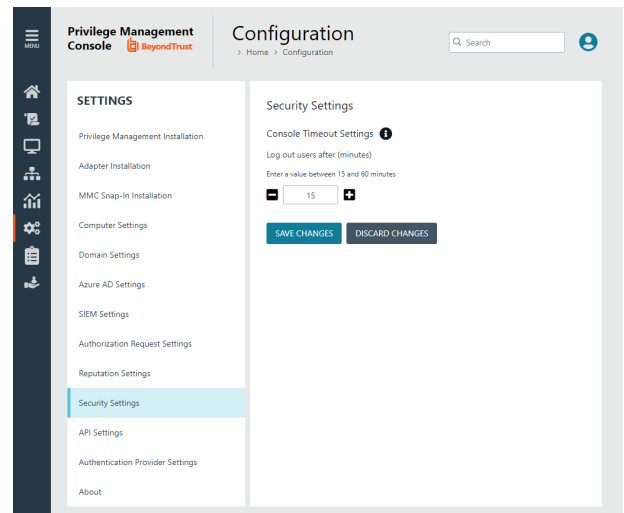 MENU
Privilege Management
Console BeyondTrust
Configuration
› Home › Configuration
Search
SETTINGS
Privilege Management Installation
Adapter Installation
MMC Snap-In Installation
Computer Settings
Domain Settings
Azure AD Settings
SIEM Settings
Authorization Request Settings
Reputation Settings
Security Settings
API Settings
Authentication Provider Settings
About
Security Settings
Console Timeout Settings
Log out users after (minutes)
Enter a value between 15 and 60 minutes
15
SAVE CHANGES DISCARD CHANGES